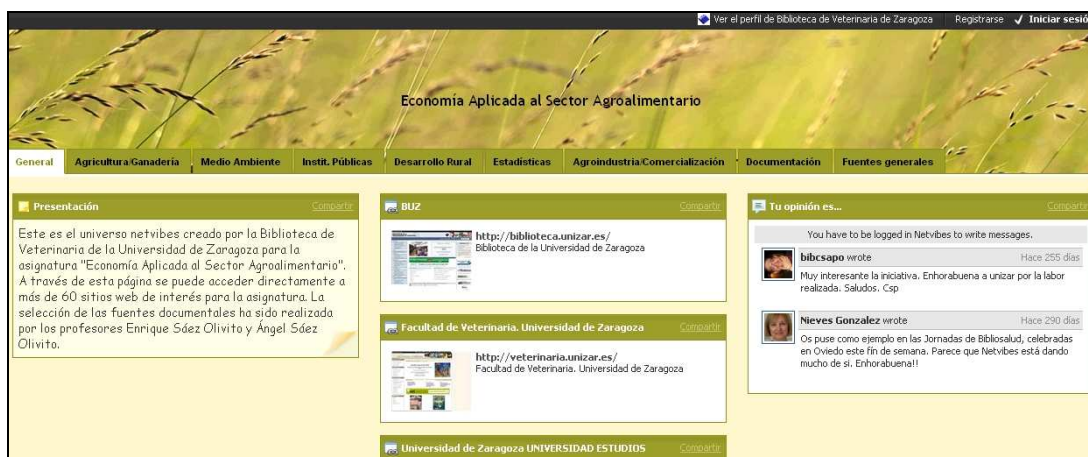 Ver el perfil de Biblioteca de Veterinaria de Zaragoza Registrarse Iniciar sesió
Economía Aplicada al Sector Agroalimentario
General Agricultura/Ganadería Medio Ambiente Instit. Públicas Desarrollo Rural Estadísticas Agroindustria/Comercialización Documentación Fuentes generales
Presentación Compartir
Este es el universo netvibes creado por la Biblioteca de
Veterinaria de la Universidad de Zaragoza para la
asignatura "Economía Aplicada al Sector Agroalimentario".
A través de esta página se puede acceder directamente a
más de 60 sitios web de interés para la asignatura. La
selección de las fuentes documentales ha sido realizada
por los profesores Enrique Sáez Olivito y Ángel Sáez
Olivito.
BUZ Compartir
http://biblioteca.unizar.es/
Biblioteca de la Universidad de Zaragoza
Facultad de Veterinaria. Universidad de Zaragoza Compartir
http://veterinaria.unizar.es/
Facultad de Veterinaria. Universidad de Zaragoza
Universidad de Zaragoza UNIVERSIDAD ESTUDIOS Compartir
Tu opinión es... Compartir
You have to be logged in Netvibes to write messages.
bibcsapo wrote Hace 255 días
Muy interesante la iniciativa. Enhorabuena a unizar por la labor
realizada. Saludos. Csp
Nieves Gonzalez wrote Hace 290 días
Os puse como ejemplo en las Jornadas de Bibliosalud, celebradas
en Oviedo este fín de semana. Parece que Netvibes está dando
mucho de si. Enhorabuena!!